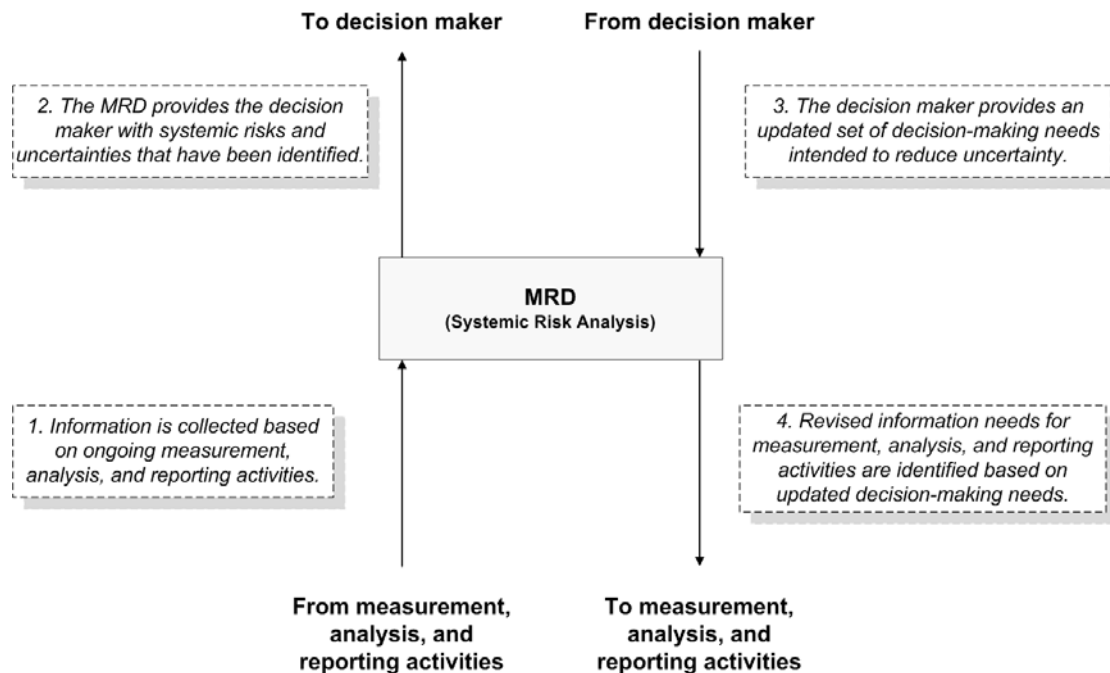 To decision maker
From decision maker
2. The MRD provides the decision
maker with systemic risks and
uncertainties that have been identified.
3. The decision maker provides an
updated set of decision-making needs
intended to reduce uncertainty.
MRD
(Systemic Risk Analysis)
1. Information is collected based
on ongoing measurement,
analysis, and reporting activities.
4. Revised information needs for
measurement, analysis, and reporting
activities are identified based on
updated decision-making needs.
From measurement,
analysis, and
reporting activities
To measurement,
analysis, and
reporting activities